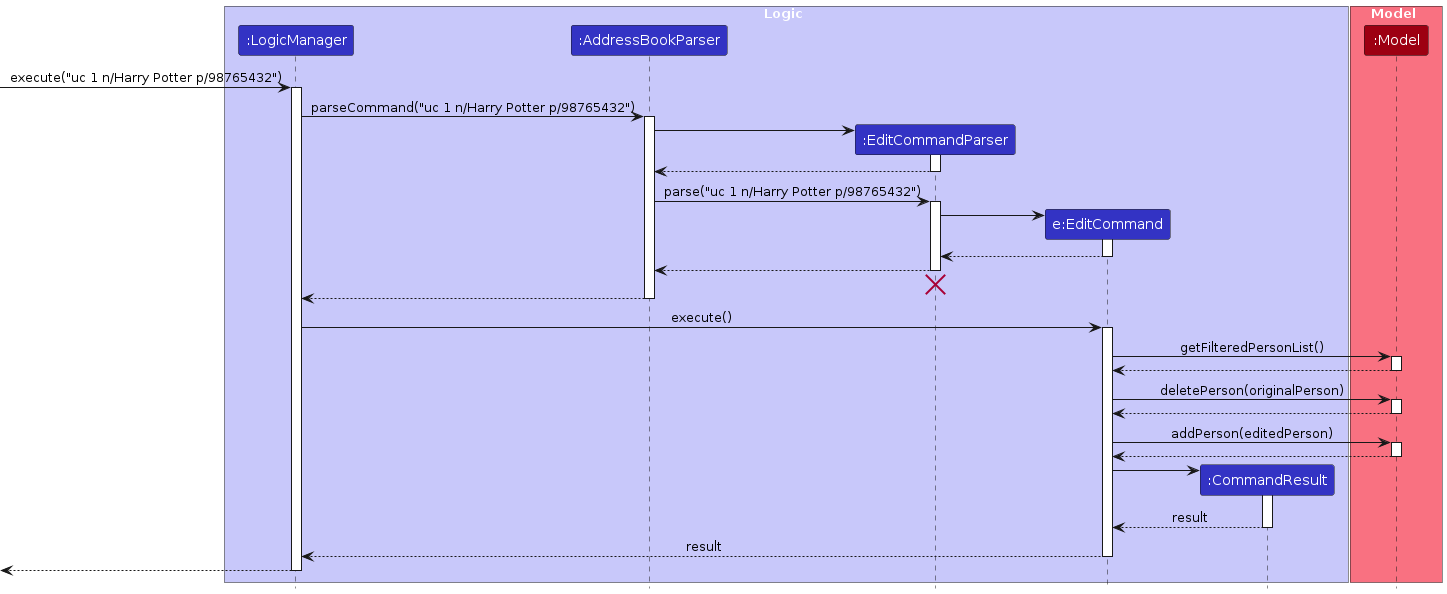 Logic
Model
:LogicManager
:AddressBookParser
:Model
execute("uc 1 n/Harry Potter p/98765432")
parseCommand("uc 1 n/Harry Potter p/98765432")
:EditCommandParser
parse("uc 1 n/Harry Potter p/98765432")
e:EditCommand
execute()
getFilteredPersonList()
deletePerson(originalPerson)
addPerson(editedPerson)
:CommandResult
result
result